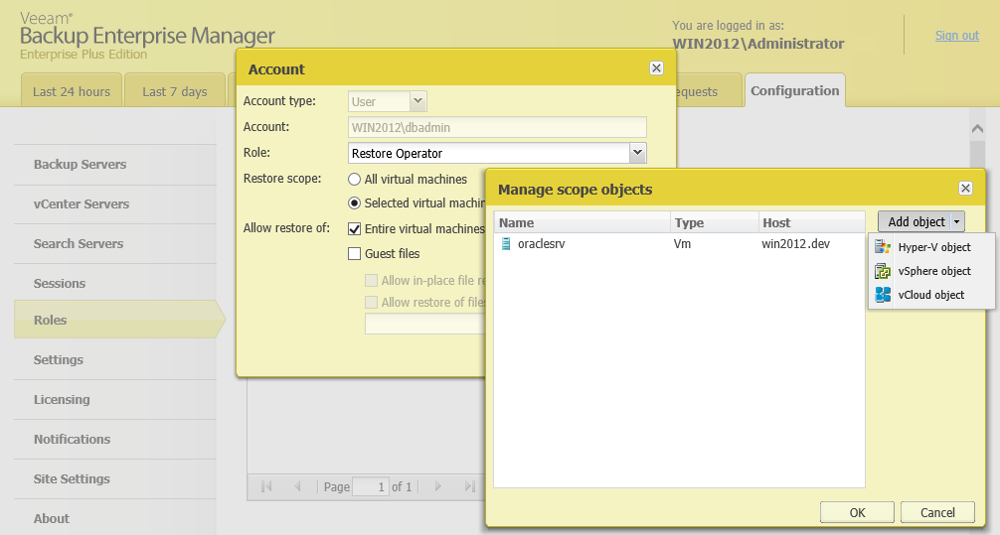 Veeam®
Backup Enterprise Manager
Enterprise Plus Edition
You are logged in as:
WIN2012\Administrator
Sign out
Last 24 hours
Last 7 days
equests
Configuration
Backup Servers
vCenter Servers
Search Servers
Sessions
Roles
Settings
Licensing
Notifications
Site Settings
About
Account
Account type:
User
Account:
WIN2012\dbadmin
Role:
Restore Operator
Restore scope:
All virtual machines
Selected virtual machin
Allow restore of:
Entire virtual machines
Guest files
Allow in-place file re
Allow restore of files
Page 1 of 1
Manage scope objects
Name Type Host
oraclesrv Vm win2012.dev
Add object
Hyper-V object
vSphere object
vCloud object
OK
Cancel